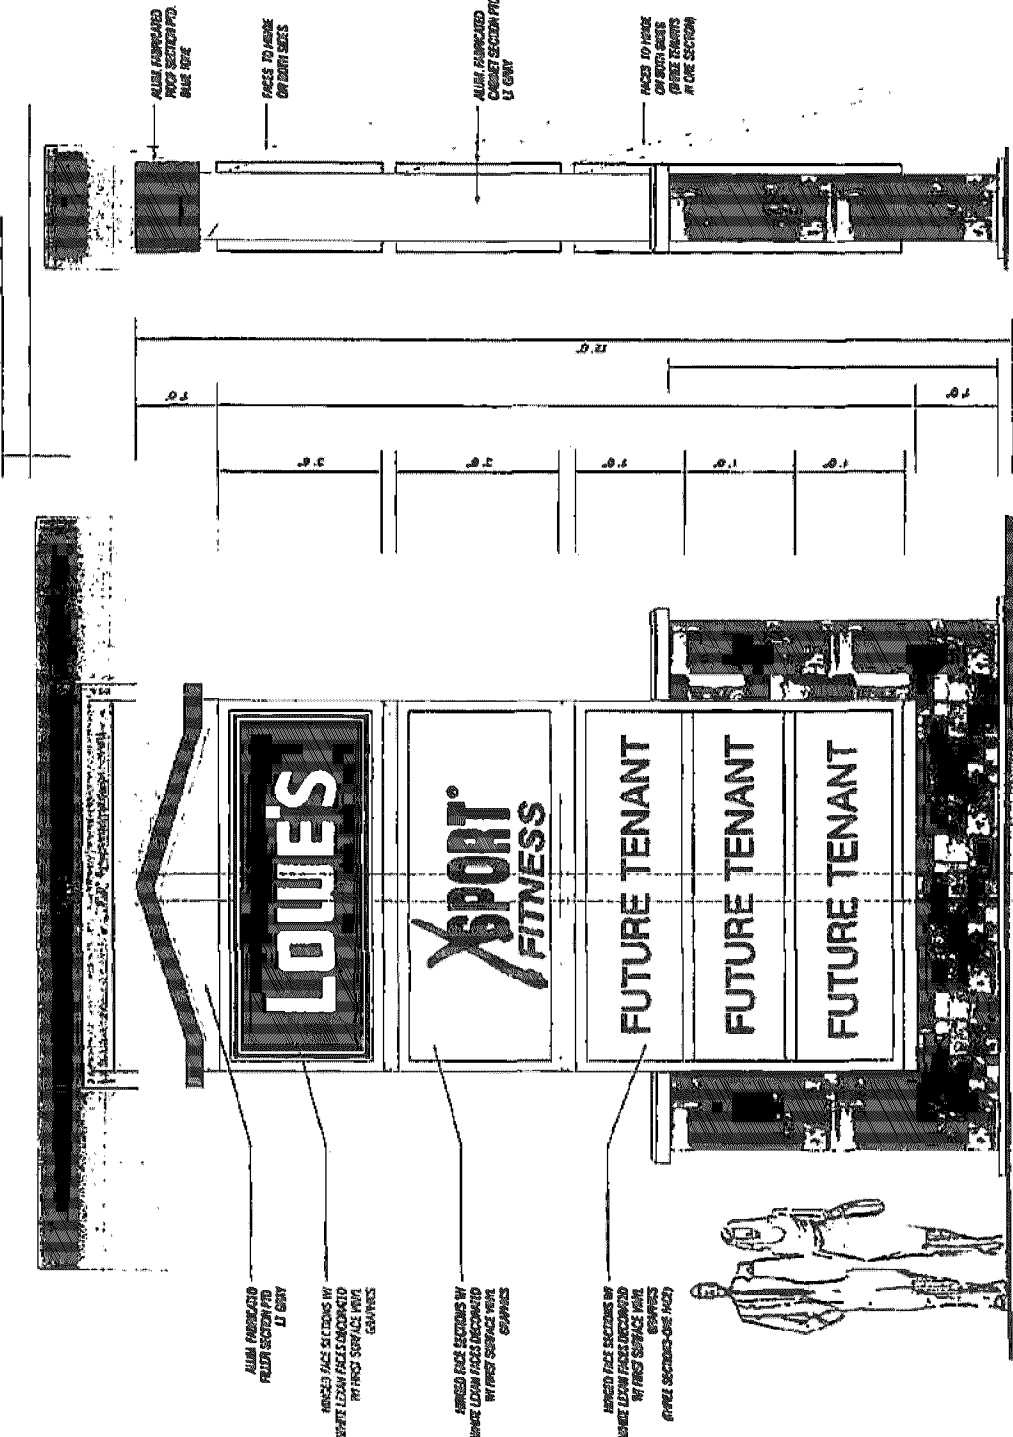 ALUM. FABRICATED
ROOF SECTION PTD.
FACES TO HINGE
ON BOTH SIDES
ALUM. FABRICATED
CABINET SECTION PTD
LT GRAY
FACES TO HINGE
ON BOTH SIDES
(THREE TENANTS
IN ONE SECTION)
LOWE'S
XSPORT®
FITNESS
FUTURE TENANT
FUTURE TENANT
FUTURE TENANT
ALUM FABRICATED
FILLER SECTION PTD
LT GRAY
HINGED FACE SECTIONS W/
WHITE LEXAN FACES DECORATED
W/ FIRST SURFACE VINYL
GRAPHICS
HINGED FACE SECTIONS W/
WHITE LEXAN FACES DECORATED
W/ FIRST SURFACE VINYL
GRAPHICS
HINGED FACE SECTIONS W/
WHITE LEXAN FACES DECORATED
W/ FIRST SURFACE VINYL
GRAPHICS
(THREE SECTIONS-ONE FACE)